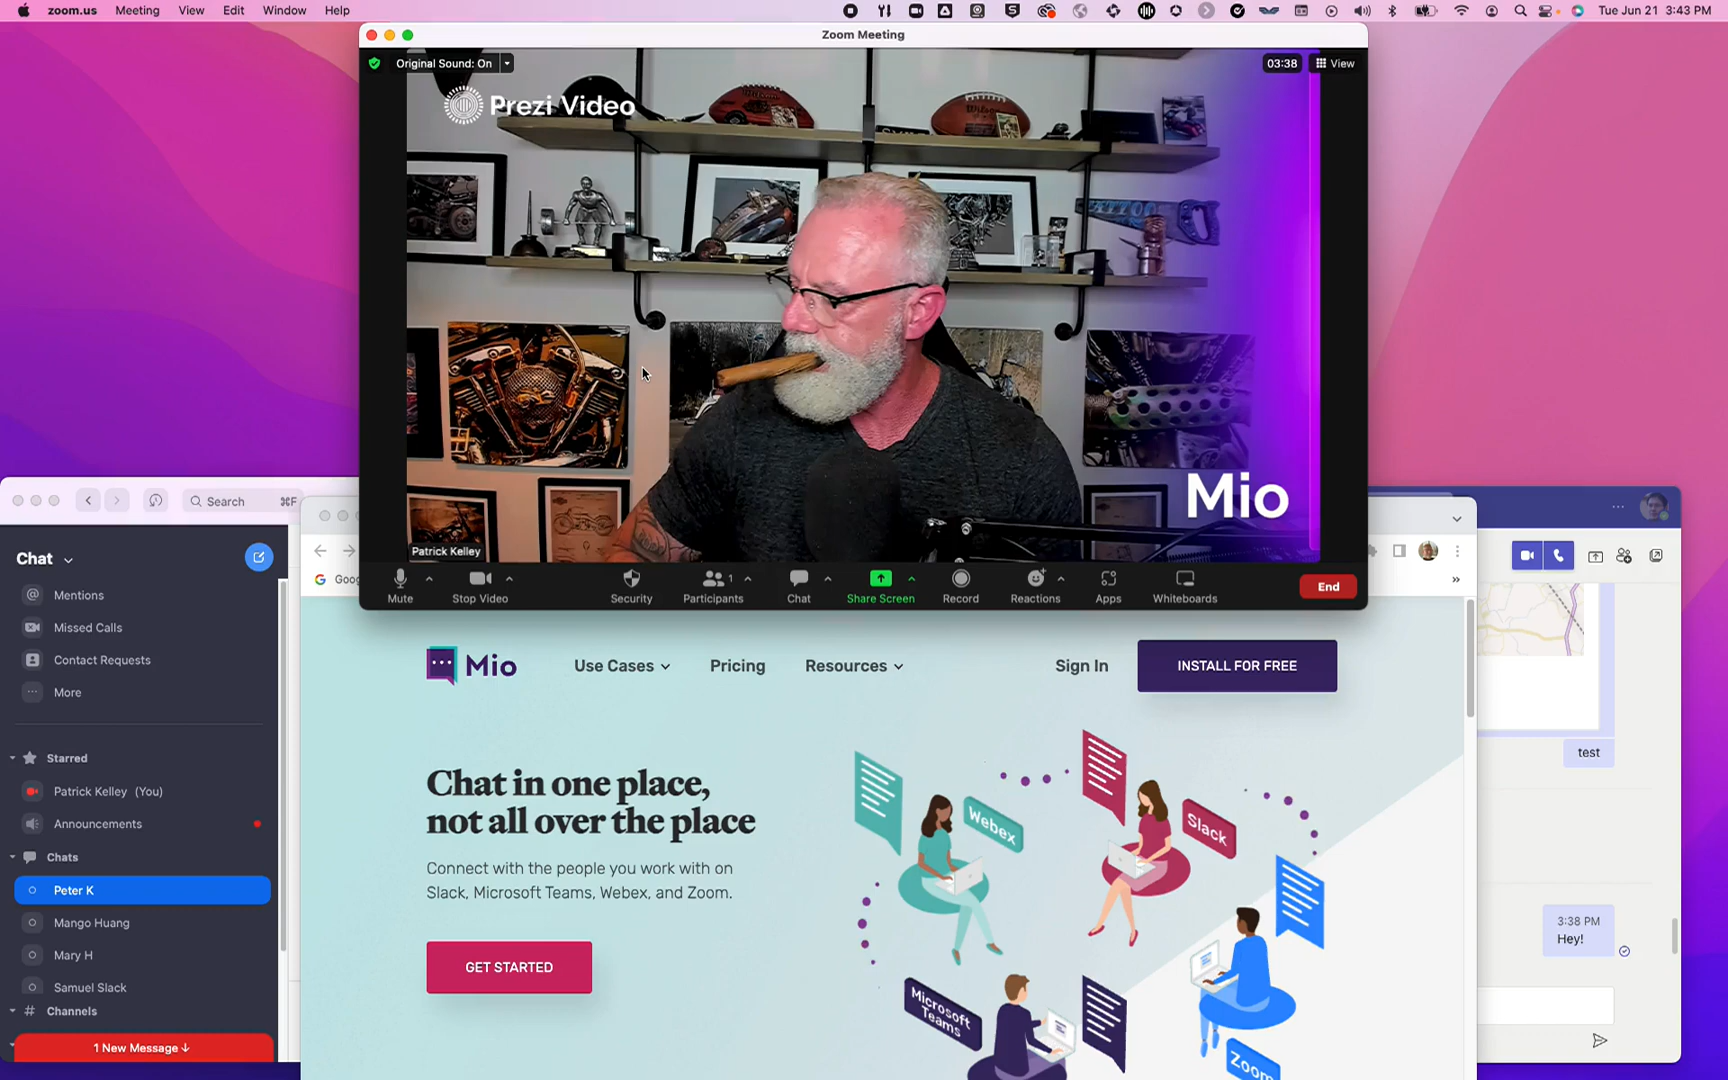 zoom.us Meeting View Edit Window Help
Tue Jun 21 3:43 PM
Zoom Meeting
Original Sound: On
03:38
View
Prezi Video
Wilson
TATTOO
Mio
Patrick Kelley
Mute
Stop Video
Security
Participants
1
Chat
Share Screen
Record
Reactions
Apps
Whiteboards
End
Search
⌘F
Chat
Mentions
Missed Calls
Contact Requests
More
Starred
Patrick Kelley (You)
Announcements
Chats
Peter K
Mango Huang
Mary H
Samuel Slack
Channels
1 New Message ↓
Goog
Mio
Use Cases
Pricing
Resources
Sign In
INSTALL FOR FREE
Chat in one place,
not all over the place
Connect with the people you work with on
Slack, Microsoft Teams, Webex, and Zoom.
GET STARTED
Webex
Slack
Microsoft
Teams
Zoom
test
3:38 PM
Hey!